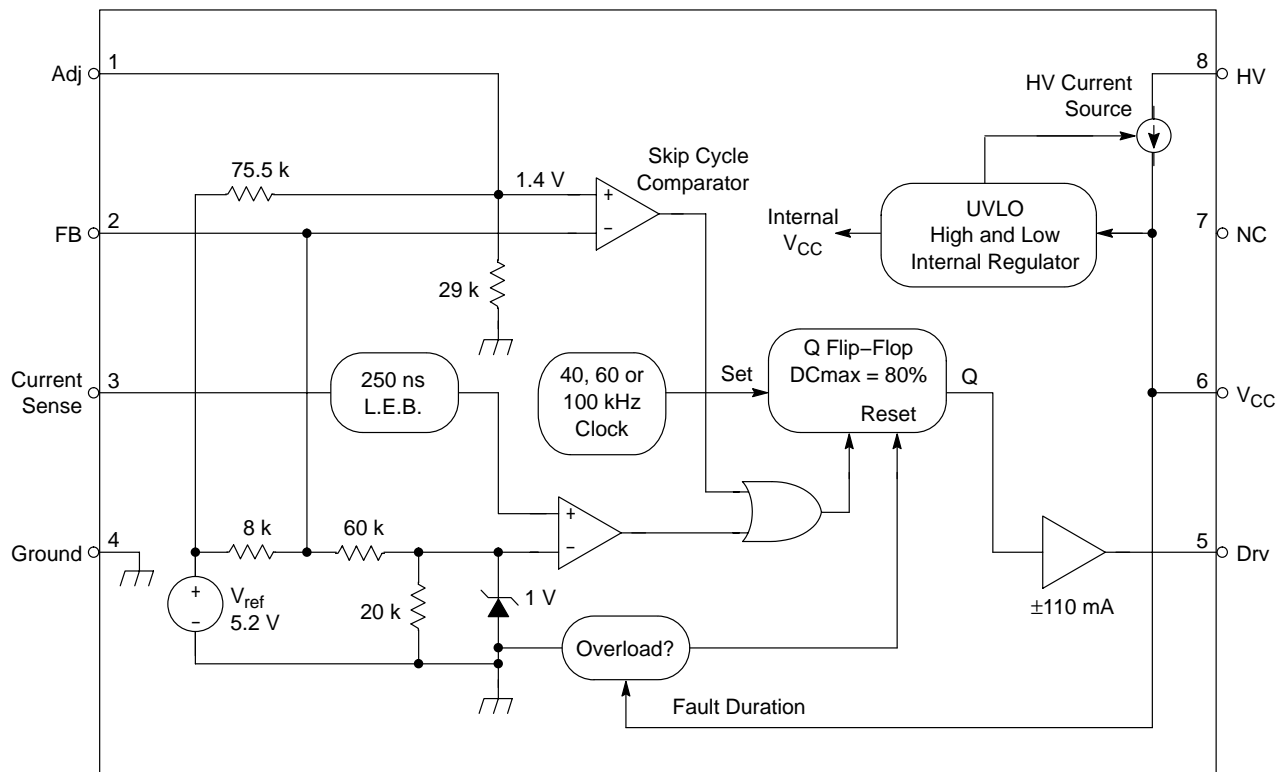 Adj
1
8
HV
HV Current
Source
75.5 k
1.4 V
Skip Cycle
Comparator
+
−
FB
2
Internal
VCC
UVLO
High and Low
Internal Regulator
7
NC
29 k
Current
Sense
3
250 ns
L.E.B.
40, 60 or
100 kHz
Clock
Set
Q Flip−Flop
DCmax = 80%
Reset
Q
6
VCC
+
−
Ground
4
8 k
60 k
5
Drv
+
−
Vref
5.2 V
20 k
1 V
±110 mA
Overload?
Fault Duration